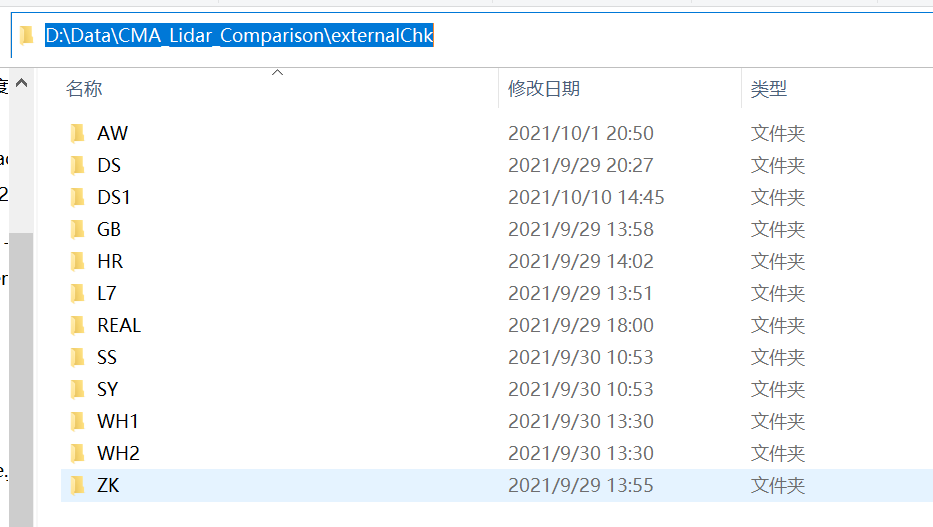 D:\Data\CMA_Lidar_Comparison\externalChk
名称 修改日期 类型
AW 2021/10/1 20:50 文件夹
DS 2021/9/29 20:27 文件夹
DS1 2021/10/10 14:45 文件夹
GB 2021/9/29 13:58 文件夹
HR 2021/9/29 14:02 文件夹
L7 2021/9/29 13:51 文件夹
REAL 2021/9/29 18:00 文件夹
SS 2021/9/30 10:53 文件夹
SY 2021/9/30 10:53 文件夹
WH1 2021/9/30 13:30 文件夹
WH2 2021/9/30 13:30 文件夹
ZK 2021/9/29 13:55 文件夹